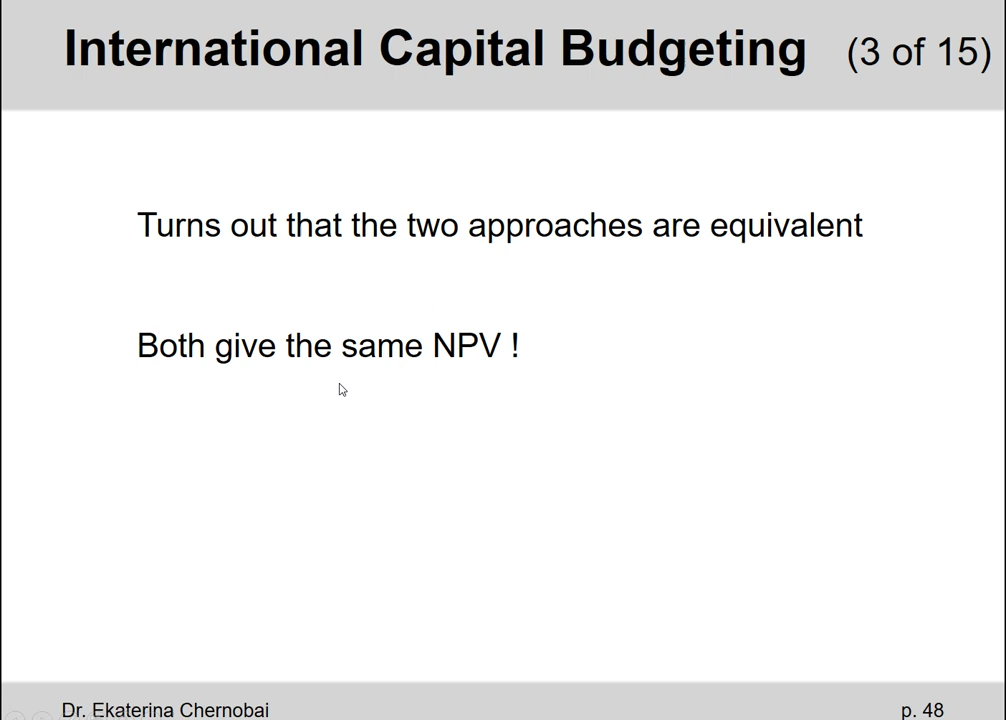 International Capital Budgeting (3 of 15)
Turns out that the two approaches are equivalent
Both give the same NPV !
Dr. Ekaterina Chernobai p. 48